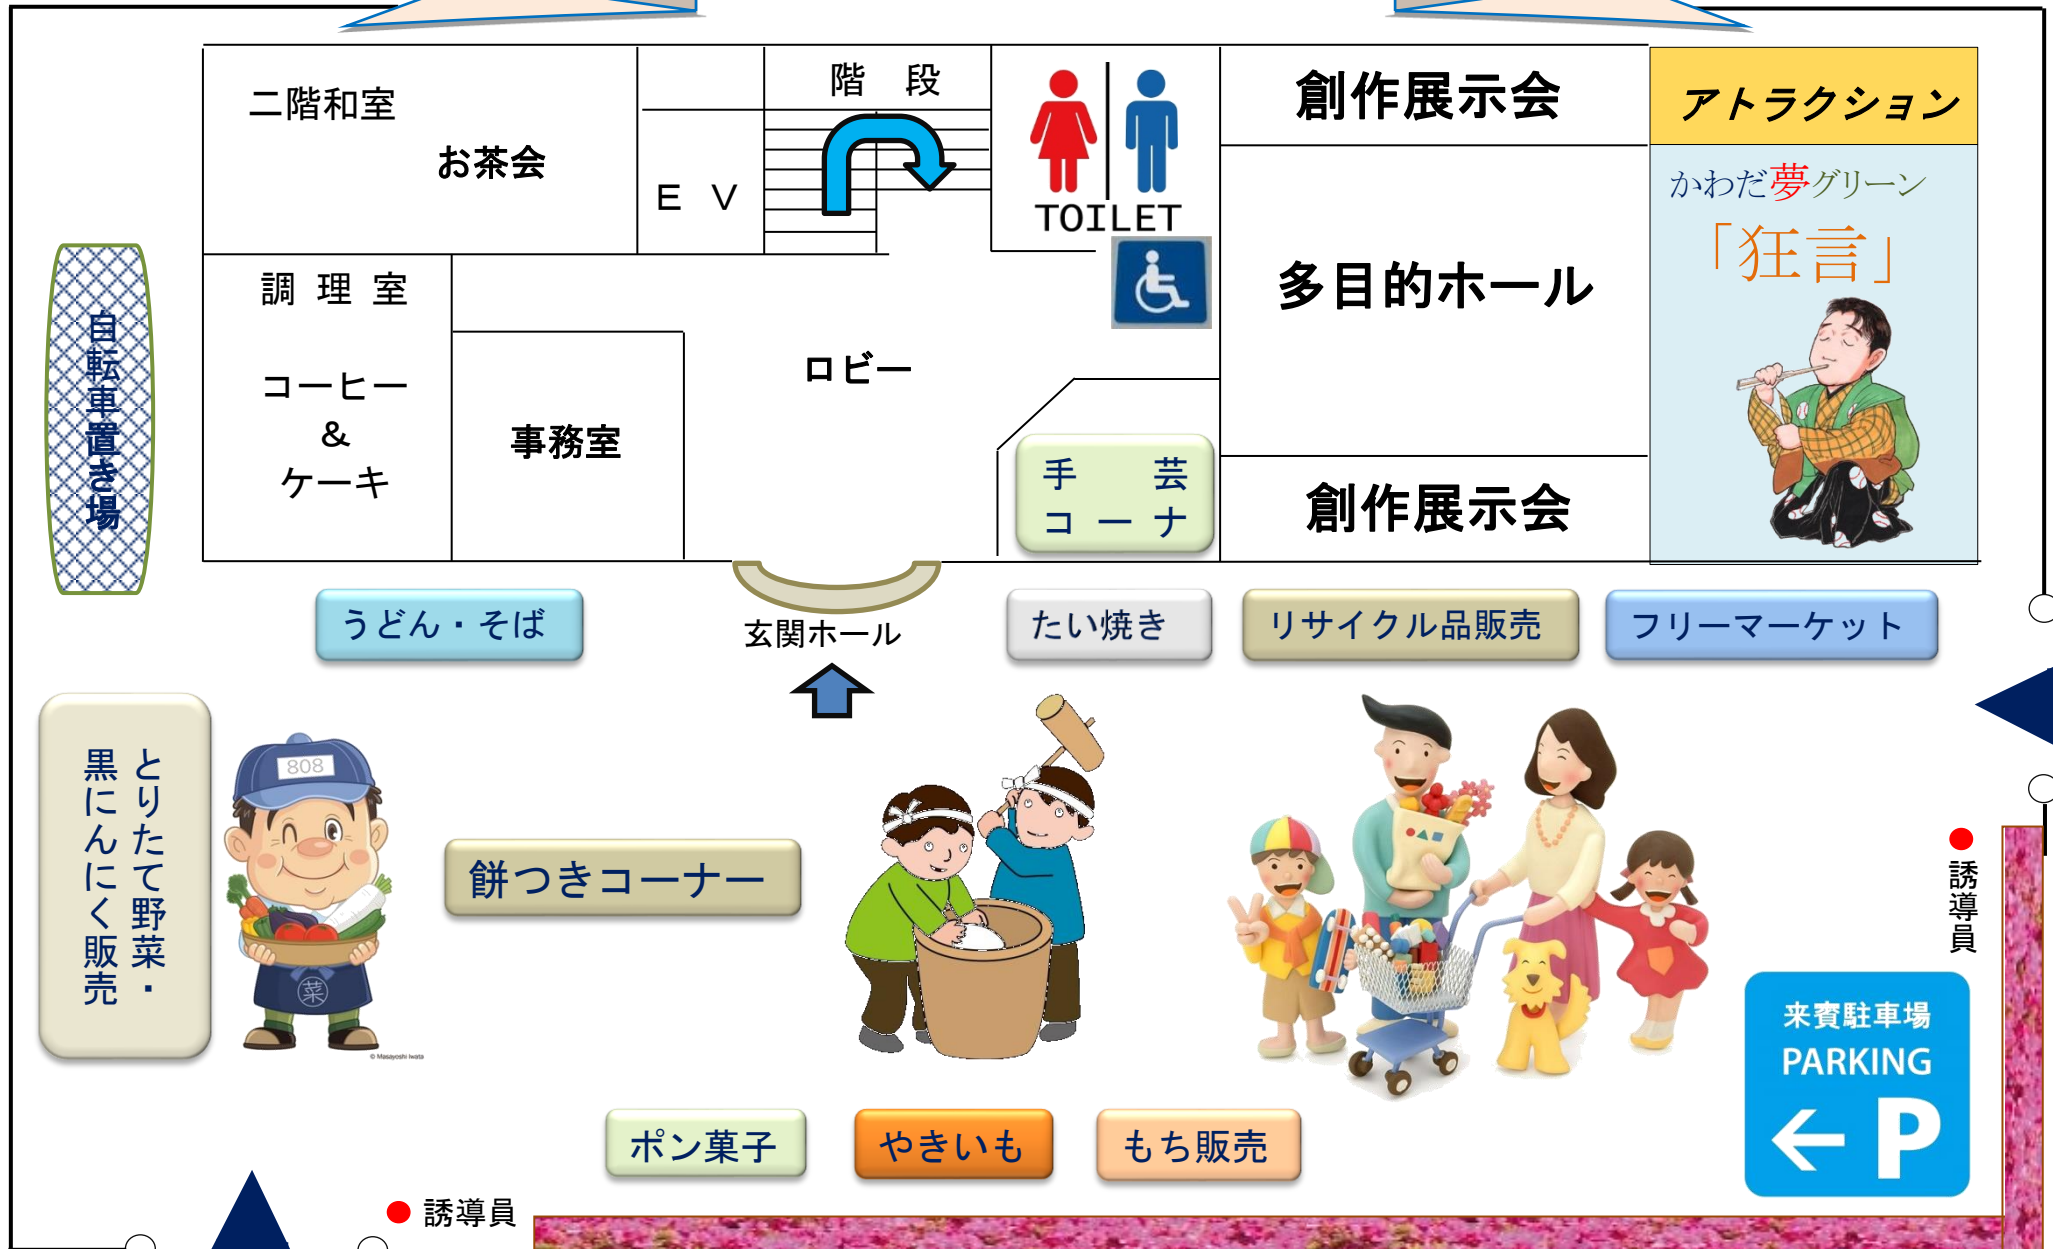 二階和室
お茶会
ＥＶ
階段
TOILET
創作展示会
アトラクション
かわだ夢グリーン
「狂言」
多目的ホール
調理室
コーヒー
＆
ケーキ
事務室
ロビー
手芸
コーナ
創作展示会
自転車置き場
うどん・そば
玄関ホール
たい焼き
リサイクル品販売
フリーマーケット
とりたて野菜・
黒にんにく販売
808
菜
© Masayoshi Iwata
餅つきコーナー
誘導員
来賓駐車場
PARKING
←P
ポン菓子
やきいも
もち販売
誘導員